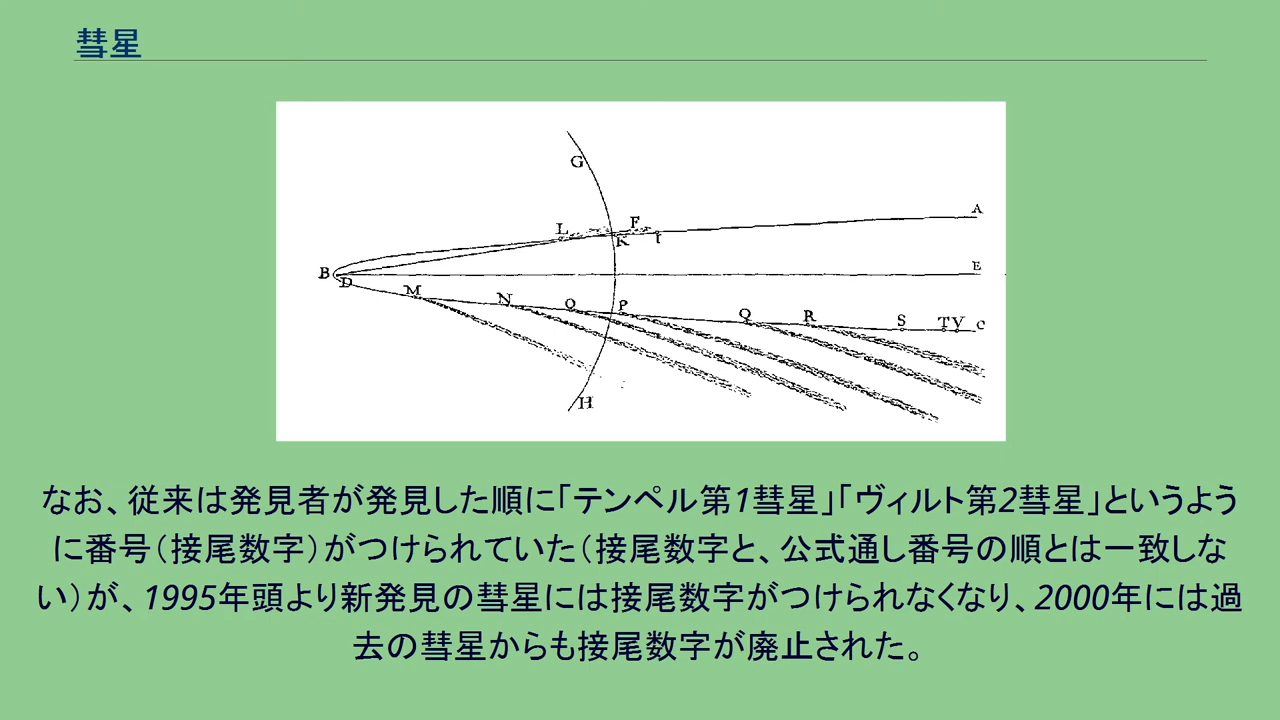 彗星
G
A
L F
K I
B E
D
M N O P Q R S T V C
H
なお、従来は発見者が発見した順に「テンペル第1彗星」「ヴィルト第2彗星」というよう
に番号（接尾数字）がつけられていた（接尾数字と、公式通し番号の順とは一致しな
い）が、1995年頭より新発見の彗星には接尾数字がつけられなくなり、2000年には過
去の彗星からも接尾数字が廃止された。